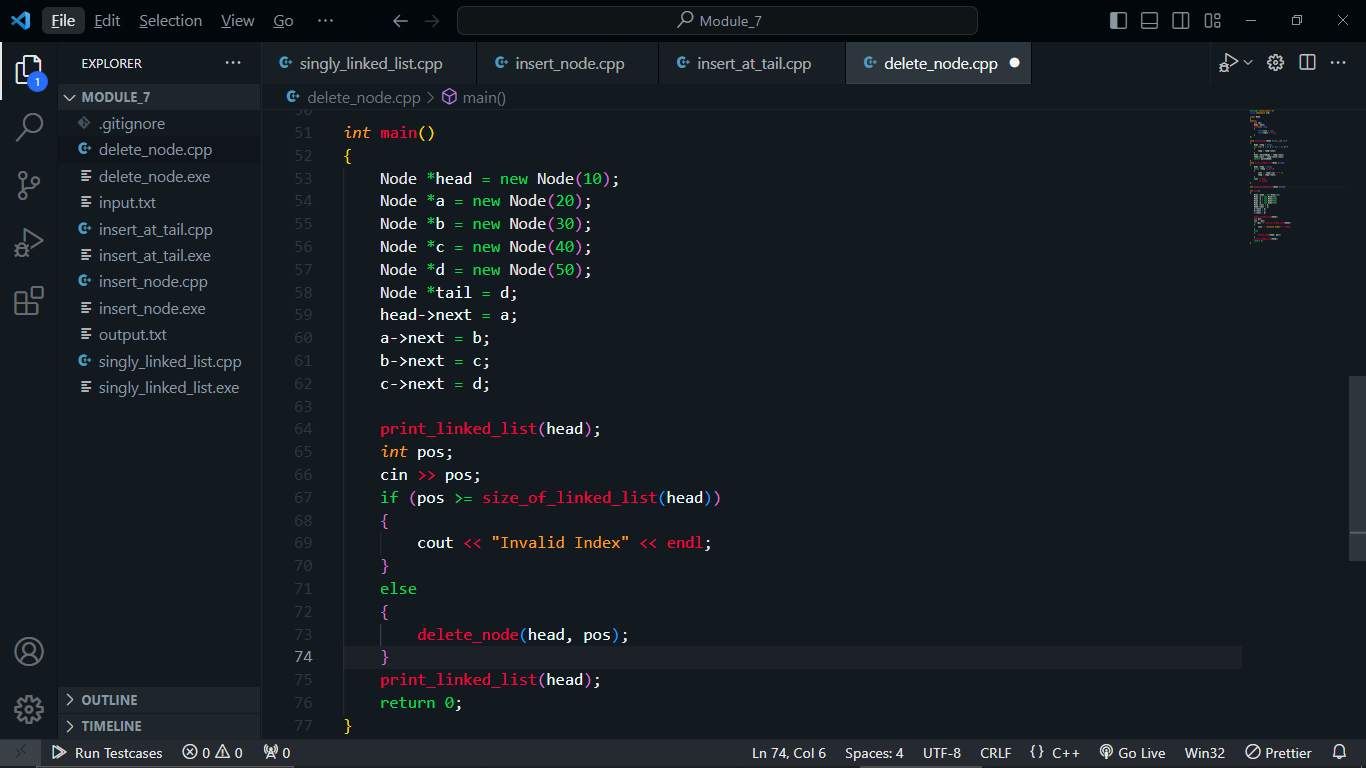 File Edit Selection View Go ··· Module_7
EXPLORER ···
singly_linked_list.cpp insert_node.cpp insert_at_tail.cpp delete_node.cpp
1
MODULE_7
.gitignore
delete_node.cpp
delete_node.exe
input.txt
insert_at_tail.cpp
insert_at_tail.exe
insert_node.cpp
insert_node.exe
output.txt
singly_linked_list.cpp
singly_linked_list.exe
OUTLINE
TIMELINE
delete_node.cpp > main()
51 int main()
52 {
53 Node *head = new Node(10);
54 Node *a = new Node(20);
55 Node *b = new Node(30);
56 Node *c = new Node(40);
57 Node *d = new Node(50);
58 Node *tail = d;
59 head->next = a;
60 a->next = b;
61 b->next = c;
62 c->next = d;
63
64 print_linked_list(head);
65 int pos;
66 cin >> pos;
67 if (pos >= size_of_linked_list(head))
68 {
69 cout << "Invalid Index" << endl;
70 }
71 else
72 {
73 delete_node(head, pos);
74 }
75 print_linked_list(head);
76 return 0;
77 }
Run Testcases 0 0 0 Ln 74, Col 6 Spaces: 4 UTF-8 CRLF {} C++ Go Live Win32 Prettier